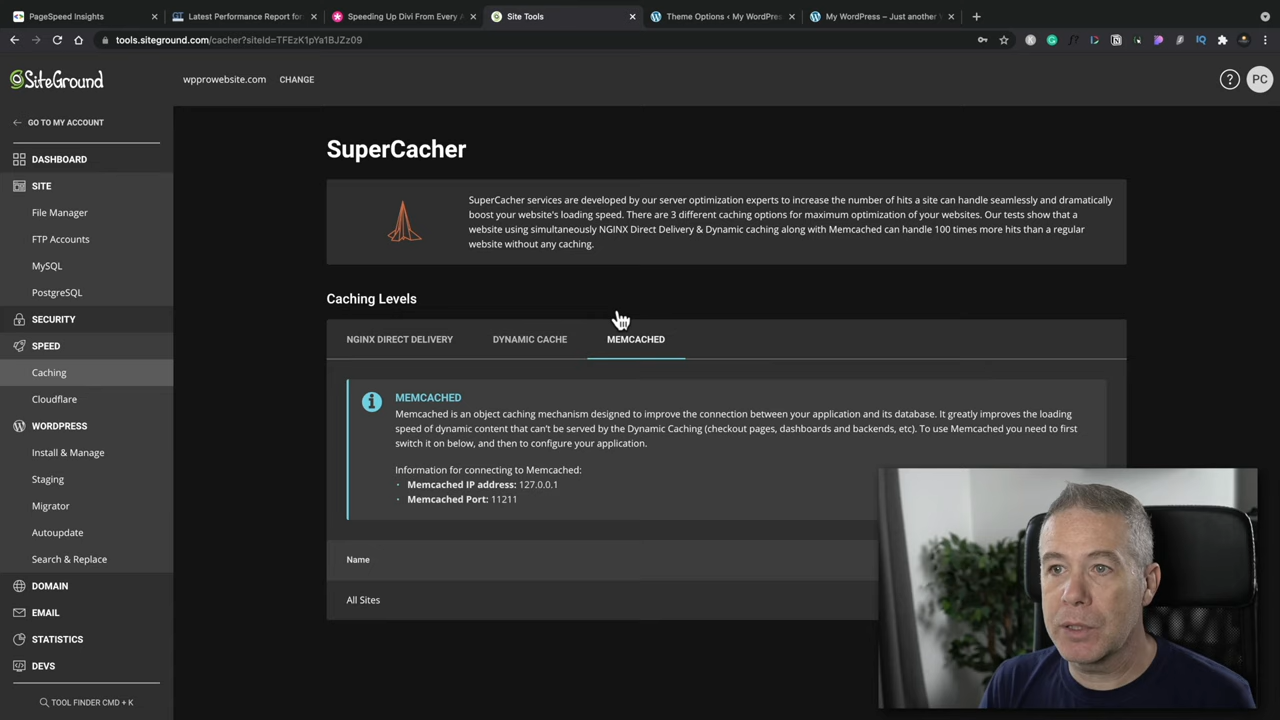 PageSpeed Insights
Latest Performance Report for
Speeding Up Divi From Every A
Site Tools
Theme Options ‹ My WordPres
My WordPress – Just another W
tools.siteground.com/cacher?siteId=TFEzK1pYa1BJZz09
SiteGround
wpprowebsite.com
CHANGE
PC
GO TO MY ACCOUNT
DASHBOARD
SITE
File Manager
FTP Accounts
MySQL
PostgreSQL
SECURITY
SPEED
Caching
Cloudflare
WORDPRESS
Install & Manage
Staging
Migrator
Autoupdate
Search & Replace
DOMAIN
EMAIL
STATISTICS
DEVS
TOOL FINDER CMD + K
SuperCacher
SuperCacher services are developed by our server optimization experts to increase the number of hits a site can handle seamlessly and dramatically
boost your website's loading speed. There are 3 different caching options for maximum optimization of your websites. Our tests show that a
website using simultaneously NGINX Direct Delivery & Dynamic caching along with Memcached can handle 100 times more hits than a regular
website without any caching.
Caching Levels
NGINX DIRECT DELIVERY
DYNAMIC CACHE
MEMCACHED
MEMCACHED
Memcached is an object caching mechanism designed to improve the connection between your application and its database. It greatly improves the loading
speed of dynamic content that can't be served by the Dynamic Caching (checkout pages, dashboards and backends, etc). To use Memcached you need to first
switch it on below, and then to configure your application.
Information for connecting to Memcached:
· Memcached IP address: 127.0.0.1
· Memcached Port: 11211
Name
All Sites